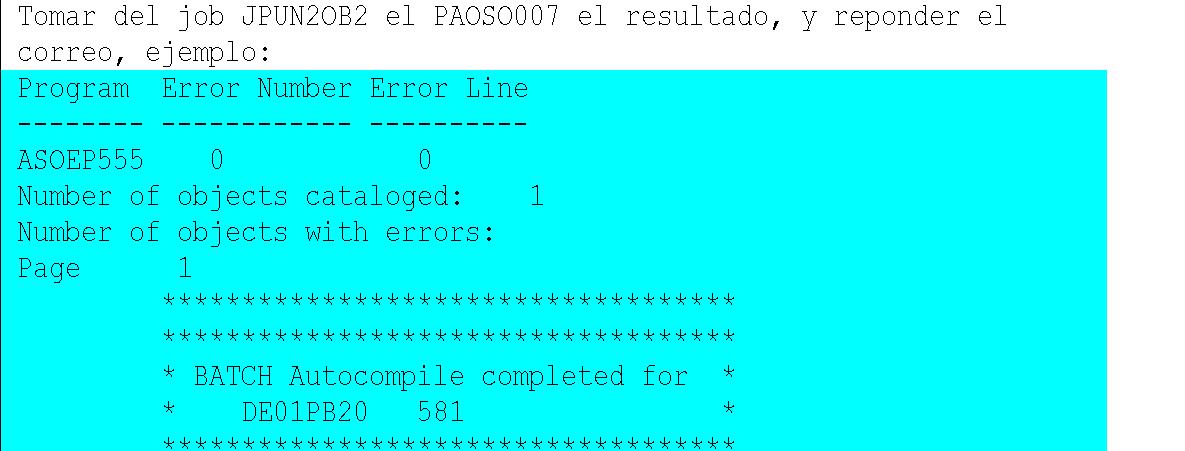 Tomar del job JPUN2OB2 el PAOSO007 el resultado, y reponder el
correo, ejemplo:
Program  Error Number Error Line
-------- ------------ ----------
ASOEP555    0            0
Number of objects cataloged:    1
Number of objects with errors:
Page      1
************************************
************************************
* BATCH Autocompile completed for  *
*    DE01PB20   581                *
************************************